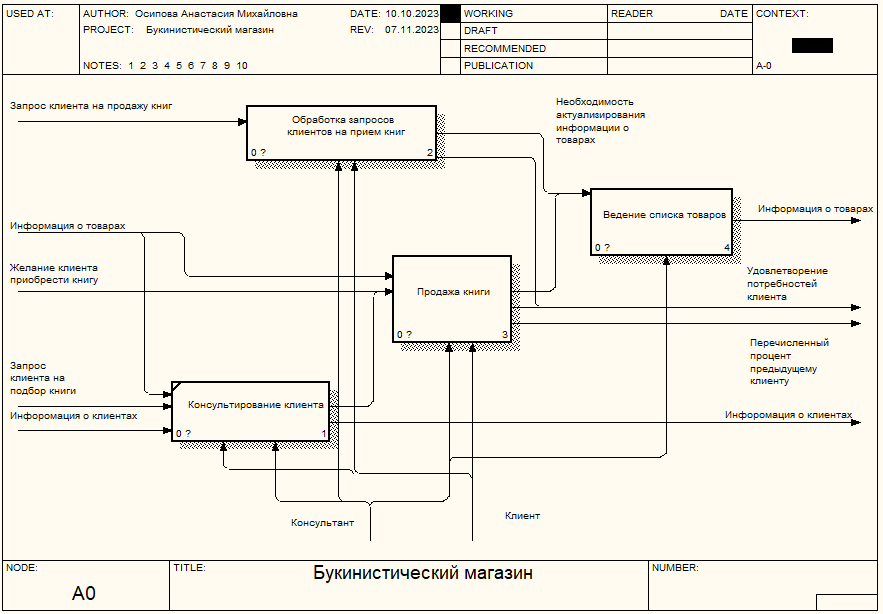 USED AT:
AUTHOR: Осипова Анастасия Михайловна
DATE: 10.10.2023
PROJECT: Букинистический магазин
REV: 07.11.2023
NOTES: 1 2 3 4 5 6 7 8 9 10
WORKING
DRAFT
RECOMMENDED
PUBLICATION
READER DATE
CONTEXT:
A-0
Запрос клиента на продажу книг
Обработка запросов
клиентов на прием книг
0 ? 2
Необходимость
актуализирования
информации о
товарах
Информация о товарах
Ведение списка товаров
0 ? 4
Информация о товарах
Желание клиента
приобрести книгу
Продажа книги
0 ? 3
Удовлетворение
потребностей
клиента
Перечисленный
процент
предыдущему
клиенту
Запрос
клиента на
подбор книги
Инфоромация о клиентах
Консультирование клиента
0 ? 1
Инфоромация о клиентах
Консультант
Клиент
NODE:
A0
TITLE:
Букинистический магазин
NUMBER: